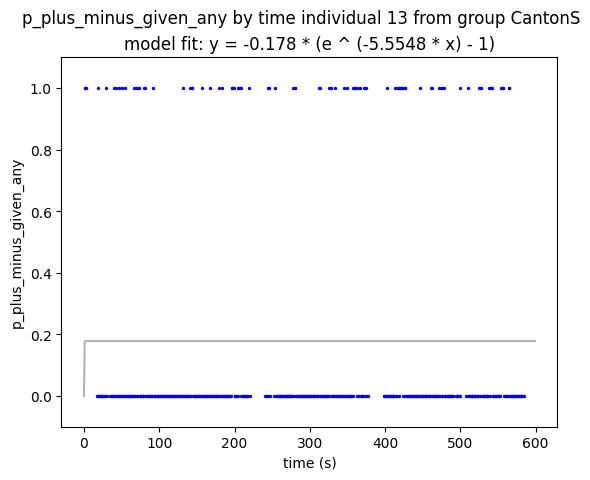 p_plus_minus_given_any by time individual 13 from group CantonS
model fit: y = -0.178 * (e ^ (-5.5548 * x) - 1)
1.0
0.8
0.6
0.4
0.2
0.0
p_plus_minus_given_any
0 100 200 300 400 500 600
time (s)